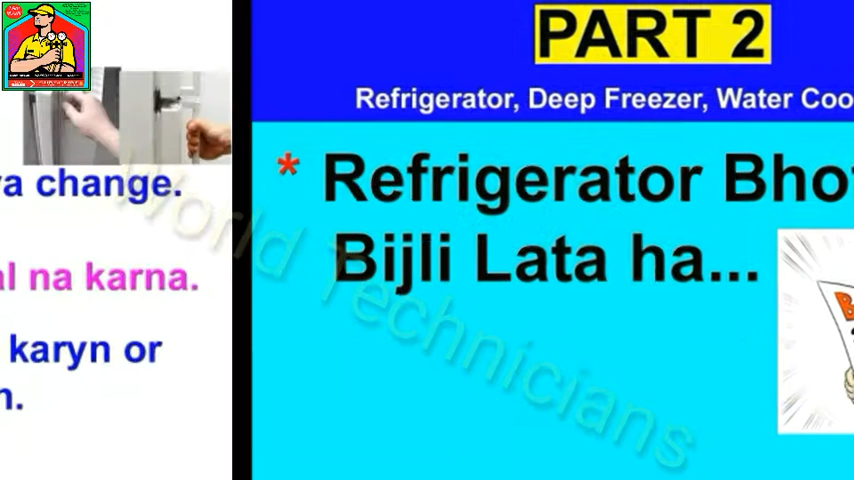 ya change.
al na karna.
karyn or
n.
PART 2
Refrigerator, Deep Freezer, Water Coo
* Refrigerator Bhot
Bijli Lata ha...
World Technicians